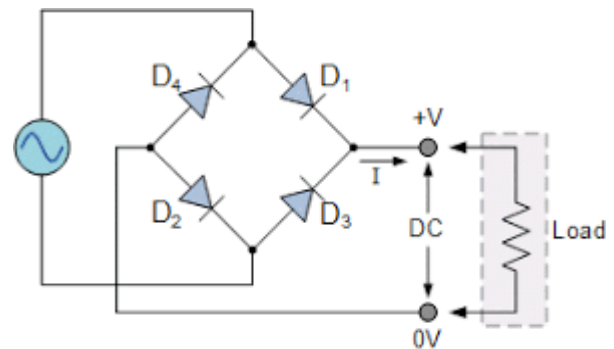 D₄ D₁
+V
I
D₂ D₃
DC
Load
0V